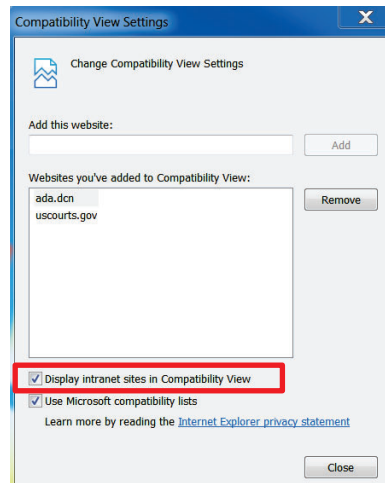 Compatibility View Settings
Change Compatibility View Settings
Add this website:
Add
Websites you've added to Compatibility View:
ada.dcn
uscourts.gov
Remove
Display intranet sites in Compatibility View
Use Microsoft compatibility lists
Learn more by reading the Internet Explorer privacy statement
Close